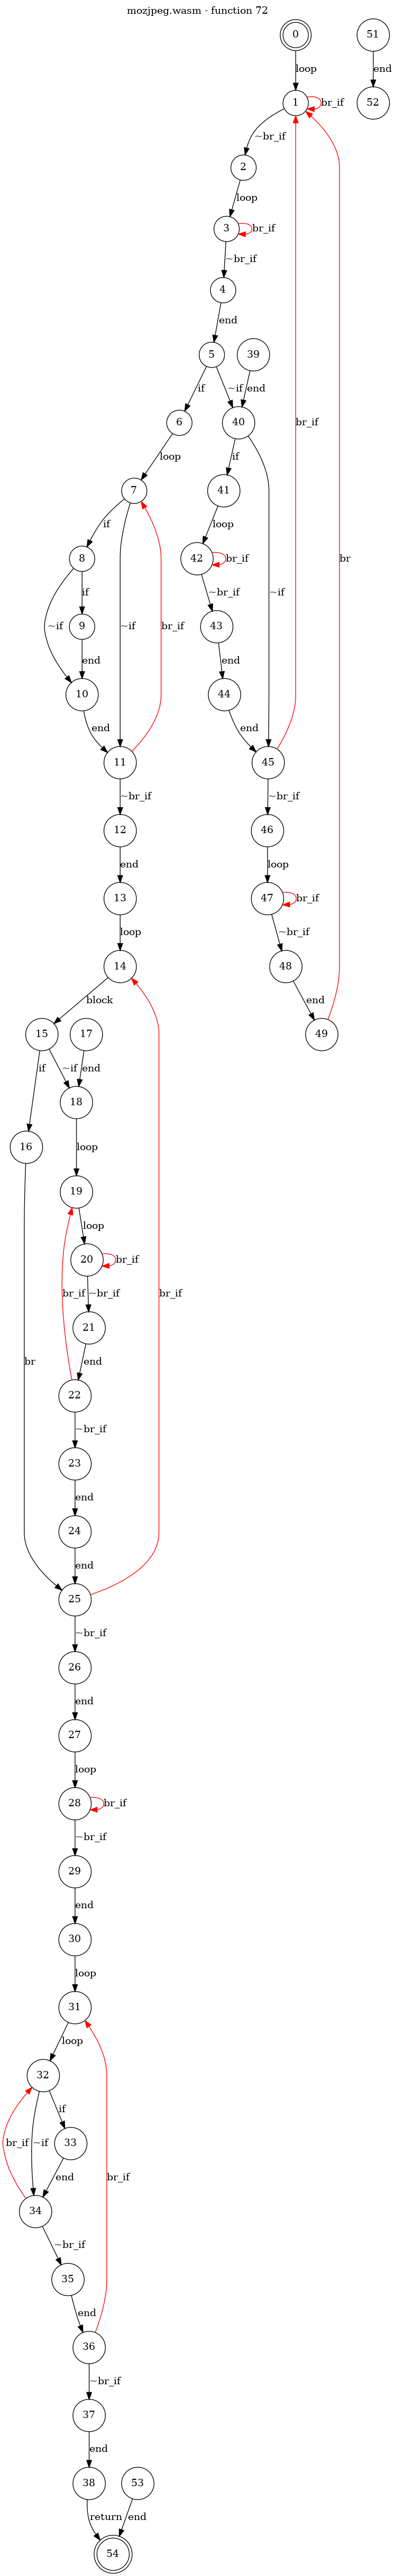 mozjpeg.wasm - function 72
0 51
loop end
1 br_if 52
~br_if
2
loop
3 br_if
~br_if
4
end
5 39
if ~if end
6 40
loop if
7 41
if loop
8 42 br_if
~if if ~if br_if br_if ~if br
9 ~br_if 43
end end
10 44
end end
11 45
~br_if ~br_if
12 46
end loop
13 47 br_if
loop ~br_if
14 48
block end
15 17 49
if ~if end
16 18
loop
19
loop
20 br_if
br_if ~br_if br_if
21
br end
22
~br_if
23
end
24
end
25
~br_if
26
end
27
loop
28 br_if
~br_if
29
end
30
loop
31
loop
32
if
33
br_if ~if
end br_if
34
~br_if
35
end
36
~br_if
37
end
38 53
return end
54